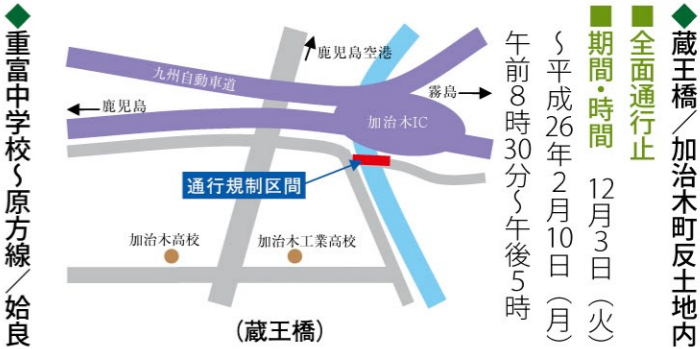 ◆蔵王橋／加治木町反土地内
■全面通行止
■期間・時間　12月3日（火）
～平成26年2月10日（月）
午前8時30分～午後5時
鹿児島空港
九州自動車道
霧島
鹿児島
加治木IC
通行規制区間
加治木高校
加治木工業高校
（蔵王橋）
◆重富中学校～原方線／姶良